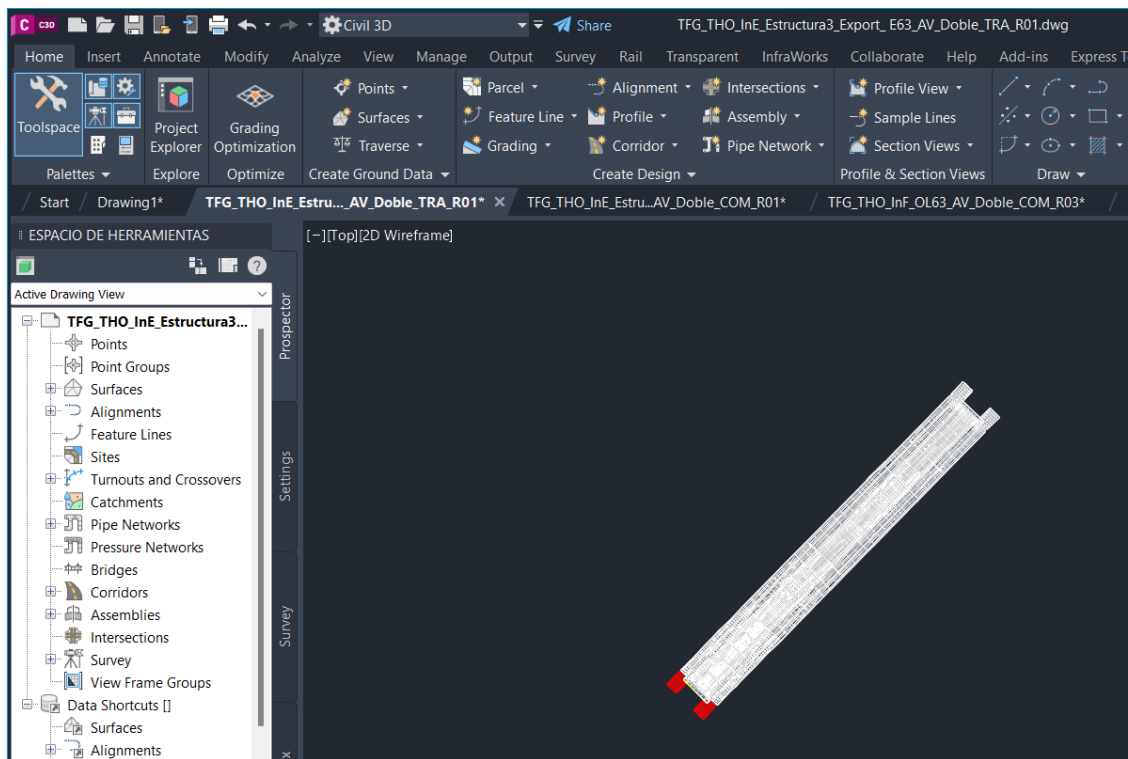 C C3D Civil 3D Share TFG_THO_InE_Estructura3_Export_ E63_AV_Doble_TRA_R01.dwg
Home Insert Annotate Modify Analyze View Manage Output Survey Rail Transparent InfraWorks Collaborate Help Add-ins Express T
Points Parcel Alignment Intersections Profile View
Surfaces Feature Line Profile Assembly Sample Lines
Toolspace Project Explorer Grading Optimization Traverse Grading Corridor Pipe Network Section Views
Palettes Explore Optimize Create Ground Data Create Design Profile & Section Views Draw
Start Drawing1* TFG_THO_InE_Estru..._AV_Doble_TRA_R01* TFG_THO_InE_Estru...AV_Doble_COM_R01* TFG_THO_InF_OL63_AV_Doble_COM_R03*
ESPACIO DE HERRAMIENTAS
[−][Top][2D Wireframe]
Active Drawing View
TFG_THO_InE_Estructura3...
Points
Point Groups
Surfaces
Alignments
Feature Lines
Sites
Turnouts and Crossovers
Catchments
Pipe Networks
Pressure Networks
Bridges
Corridors
Assemblies
Intersections
Survey
View Frame Groups
Data Shortcuts []
Surfaces
Alignments
Prospector
Settings
Survey